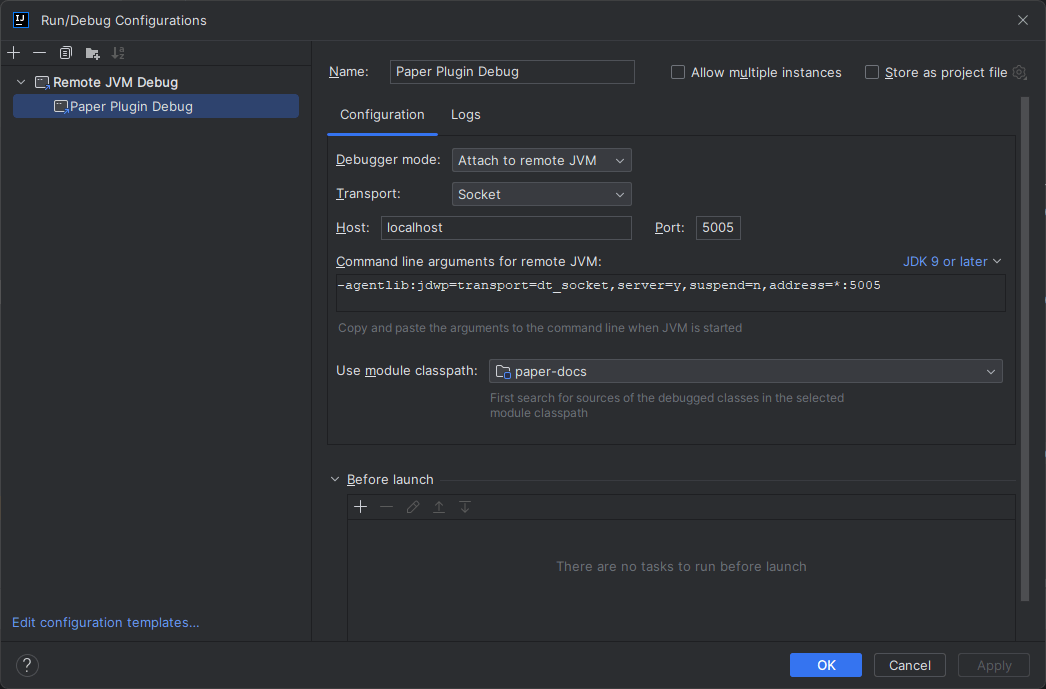 Run/Debug Configurations
Remote JVM Debug
Paper Plugin Debug
Edit configuration templates...
Name: Paper Plugin Debug Allow multiple instances Store as project file
Configuration Logs
Debugger mode: Attach to remote JVM
Transport: Socket
Host: localhost Port: 5005
Command line arguments for remote JVM: JDK 9 or later
-agentlib:jdwp=transport=dt_socket,server=y,suspend=n,address=*:5005
Copy and paste the arguments to the command line when JVM is started
Use module classpath: paper-docs
First search for sources of the debugged classes in the selected
module classpath
Before launch
There are no tasks to run before launch
? OK Cancel Apply